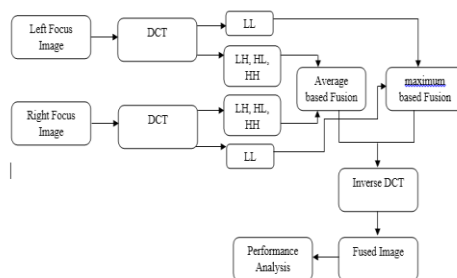 Left Focus
Image
DCT
LL
LH, HL,
HH
Average
based Fusion
maximum
based Fusion
Right Focus
Image
DCT
LH, HL,
HH
LL
Inverse DCT
Fused Image
Performance
Analysis